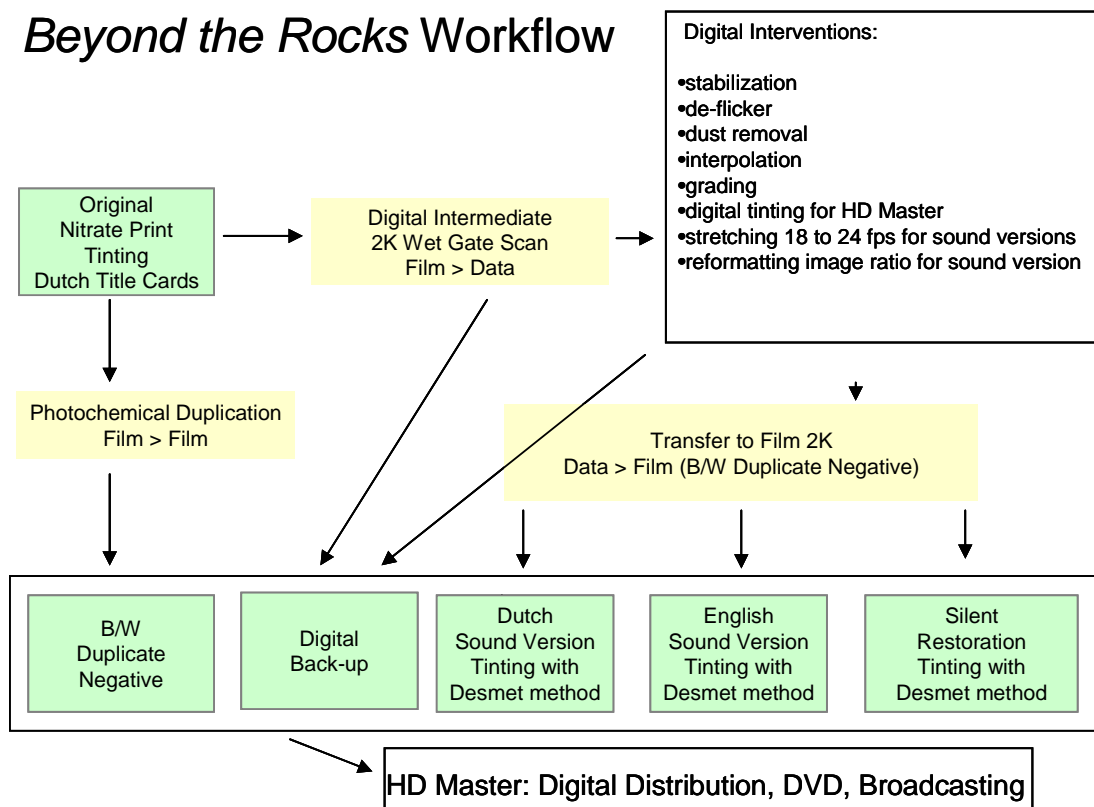 Beyond the Rocks Workflow
Digital Interventions:
•stabilization
•de-flicker
•dust removal
•interpolation
•grading
•digital tinting for HD Master
•stretching 18 to 24 fps for sound versions
•reformatting image ratio for sound version
Original
Nitrate Print
Tinting
Dutch Title Cards
Digital Intermediate
2K Wet Gate Scan
Film > Data
Photochemical Duplication
Film > Film
Transfer to Film 2K
Data > Film (B/W Duplicate Negative)
B/W
Duplicate
Negative
Digital
Back-up
Dutch
Sound Version
Tinting with
Desmet method
English
Sound Version
Tinting with
Desmet method
Silent
Restoration
Tinting with
Desmet method
HD Master: Digital Distribution, DVD, Broadcasting